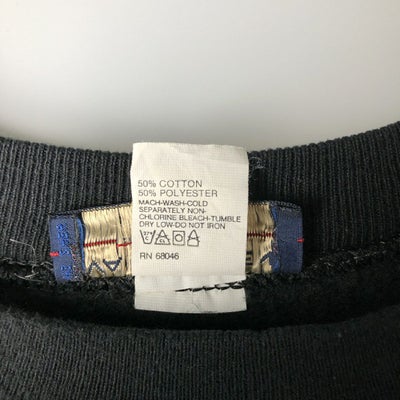 50% COTTON
50% POLYESTER
MACH-WASH-COLD
SEPARATELY NON-
CHLORINE BLEACH-TUMBLE
DRY LOW-DO NOT IRON
RN 68046